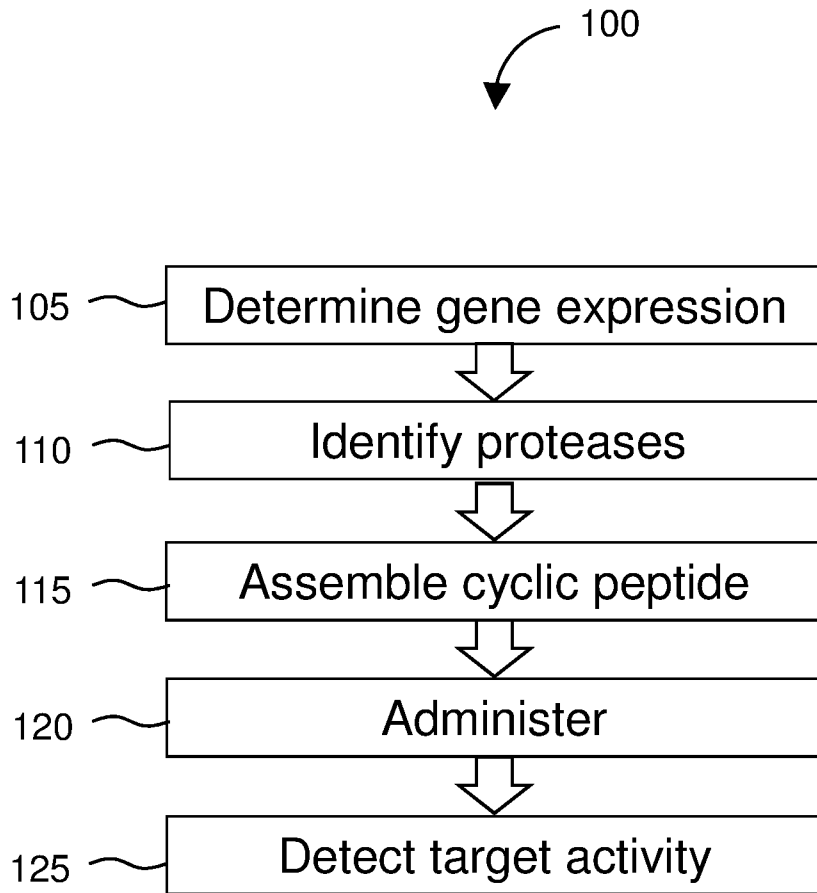 100
105 Determine gene expression
110 Identify proteases
115 Assemble cyclic peptide
120 Administer
125 Detect target activity